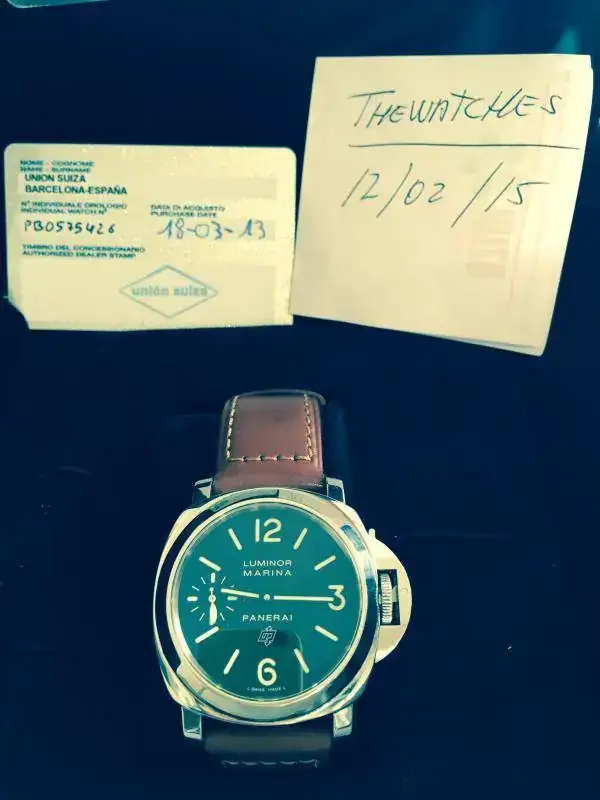 NOME - COGNOME
NAME - SURNAME
UNION SUIZA
BARCELONA-ESPAÑA
N° INDIVIDUALE OROLOGIO
INDIVIDUAL WATCH N°
PB0575426
DATA DI ACQUISTO
PURCHASE DATE
18-03-13
TIMBRO DEL CONCESSIONARIO
AUTHORIZED DEALER STAMP
unión suiza
THEWATCHES
12/02/15
12
LUMINOR
MARINA
3
PANERAI
OP
6
SWISS MADE